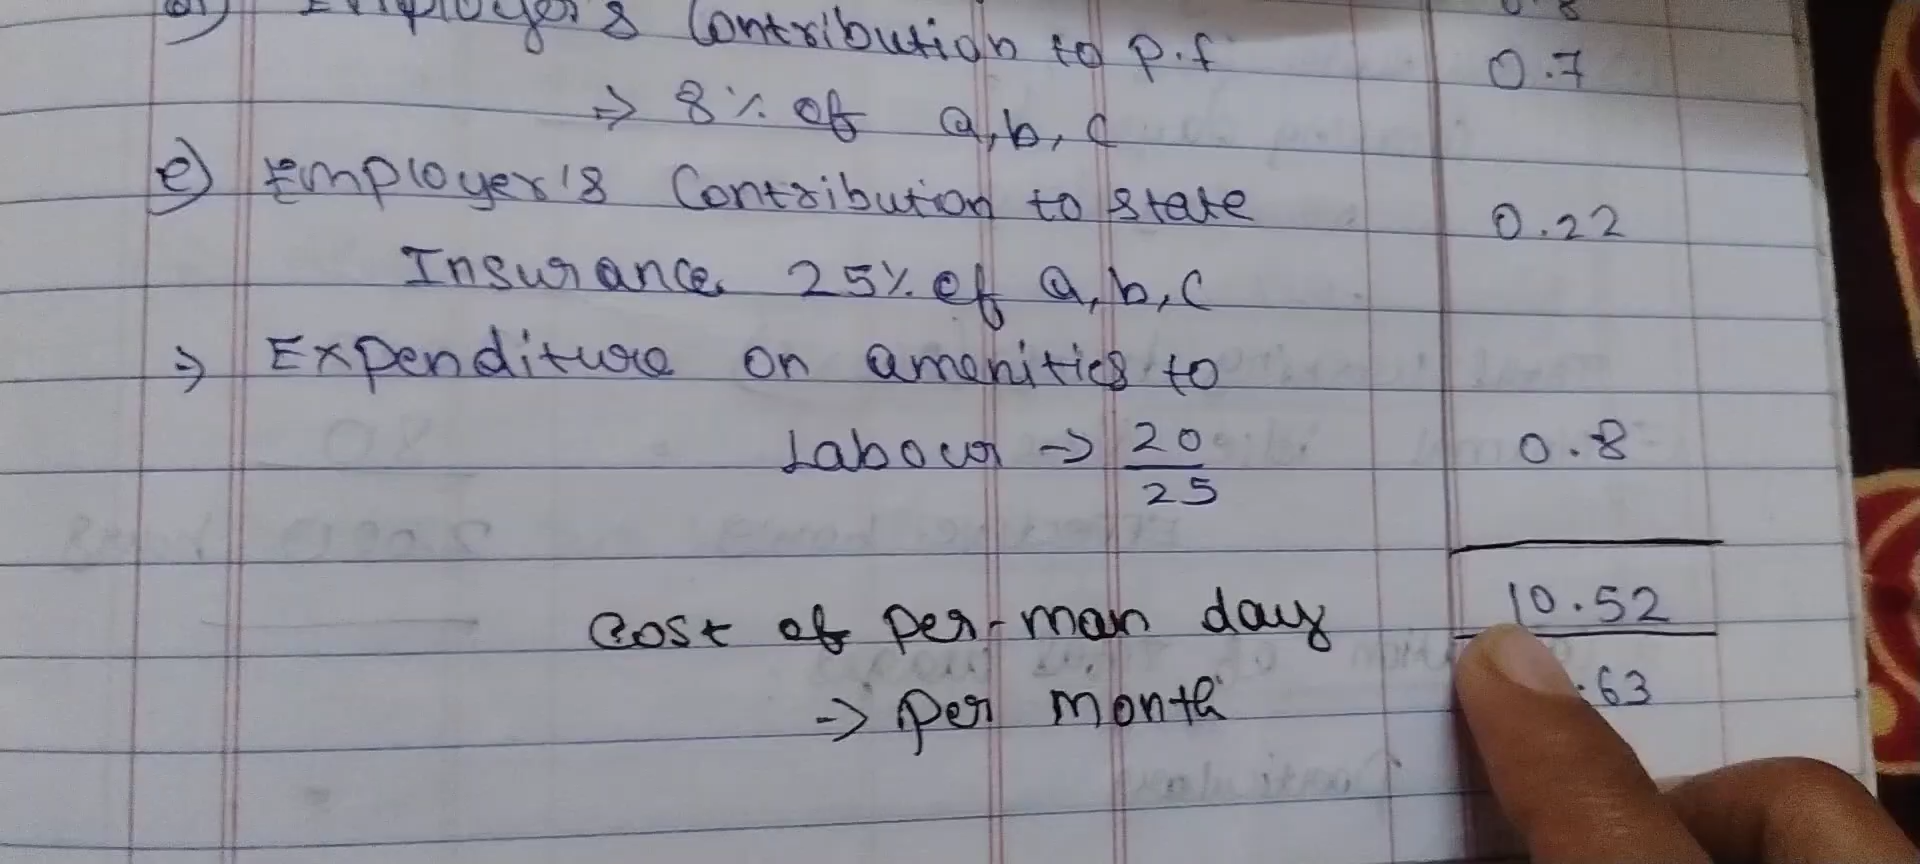 d) Employer's Contribution to p.f 0.7
⇒ 8% of a, b, c
e) Employer's Contribution to State 0.22
Insurance 25% of a, b, c
⇒ Expenditure on amenities to
Labour → 20/25 0.8
Cost of per-man day 10.52
→ per month .63